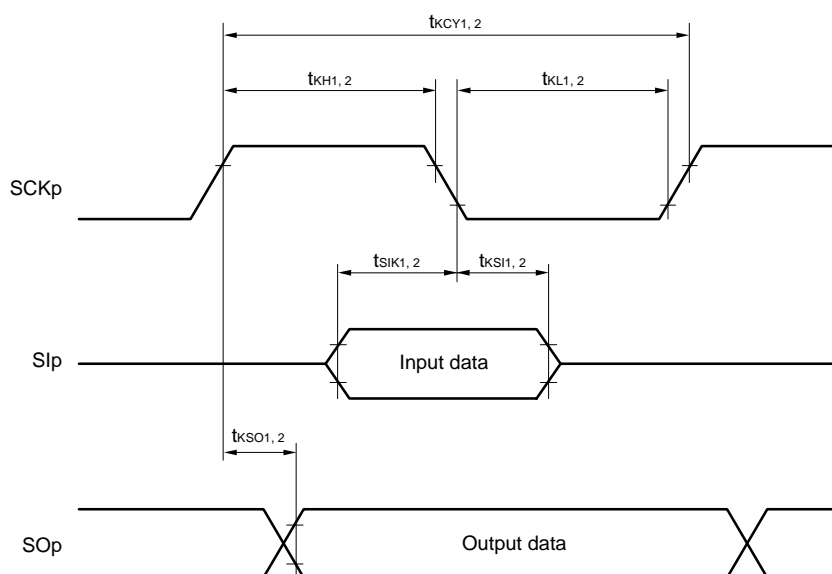 tKCY1, 2
tKH1, 2
tKL1, 2
SCKp
tSIK1, 2
tKSI1, 2
SIp
Input data
tKSO1, 2
SOp
Output data